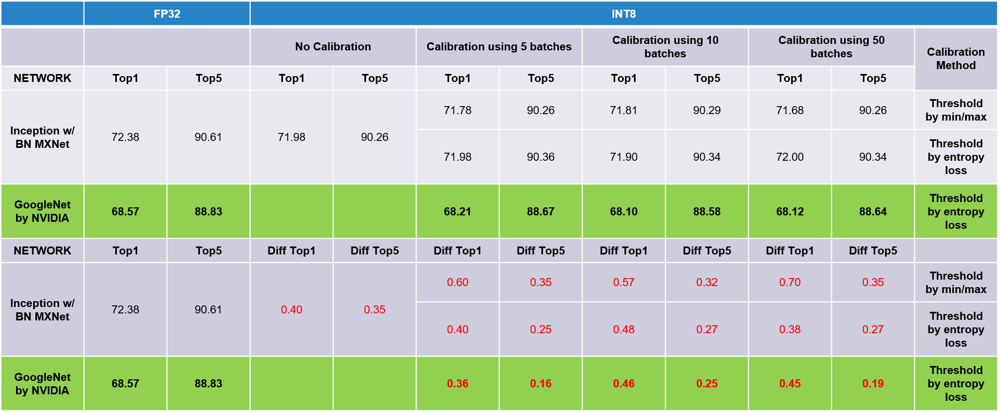 FP32 INT8
No Calibration Calibration using 5 batches Calibration using 10 batches Calibration using 50 batches Calibration Method
NETWORK Top1 Top5 Top1 Top5 Top1 Top5 Top1 Top5 Top1 Top5
Inception w/ BN MXNet 72.38 90.61 71.98 90.26 71.78 90.26 71.81 90.29 71.68 90.26 Threshold by min/max
71.98 90.36 71.90 90.34 72.00 90.34 Threshold by entropy loss
GoogleNet by NVIDIA 68.57 88.83 68.21 88.67 68.10 88.58 68.12 88.64 Threshold by entropy loss
NETWORK Top1 Top5 Diff Top1 Diff Top5 Diff Top1 Diff Top5 Diff Top1 Diff Top5 Diff Top1 Diff Top5
Inception w/ BN MXNet 72.38 90.61 0.40 0.35 0.60 0.35 0.57 0.32 0.70 0.35 Threshold by min/max
0.40 0.25 0.48 0.27 0.38 0.27 Threshold by entropy loss
GoogleNet by NVIDIA 68.57 88.83 0.36 0.16 0.46 0.25 0.45 0.19 Threshold by entropy loss